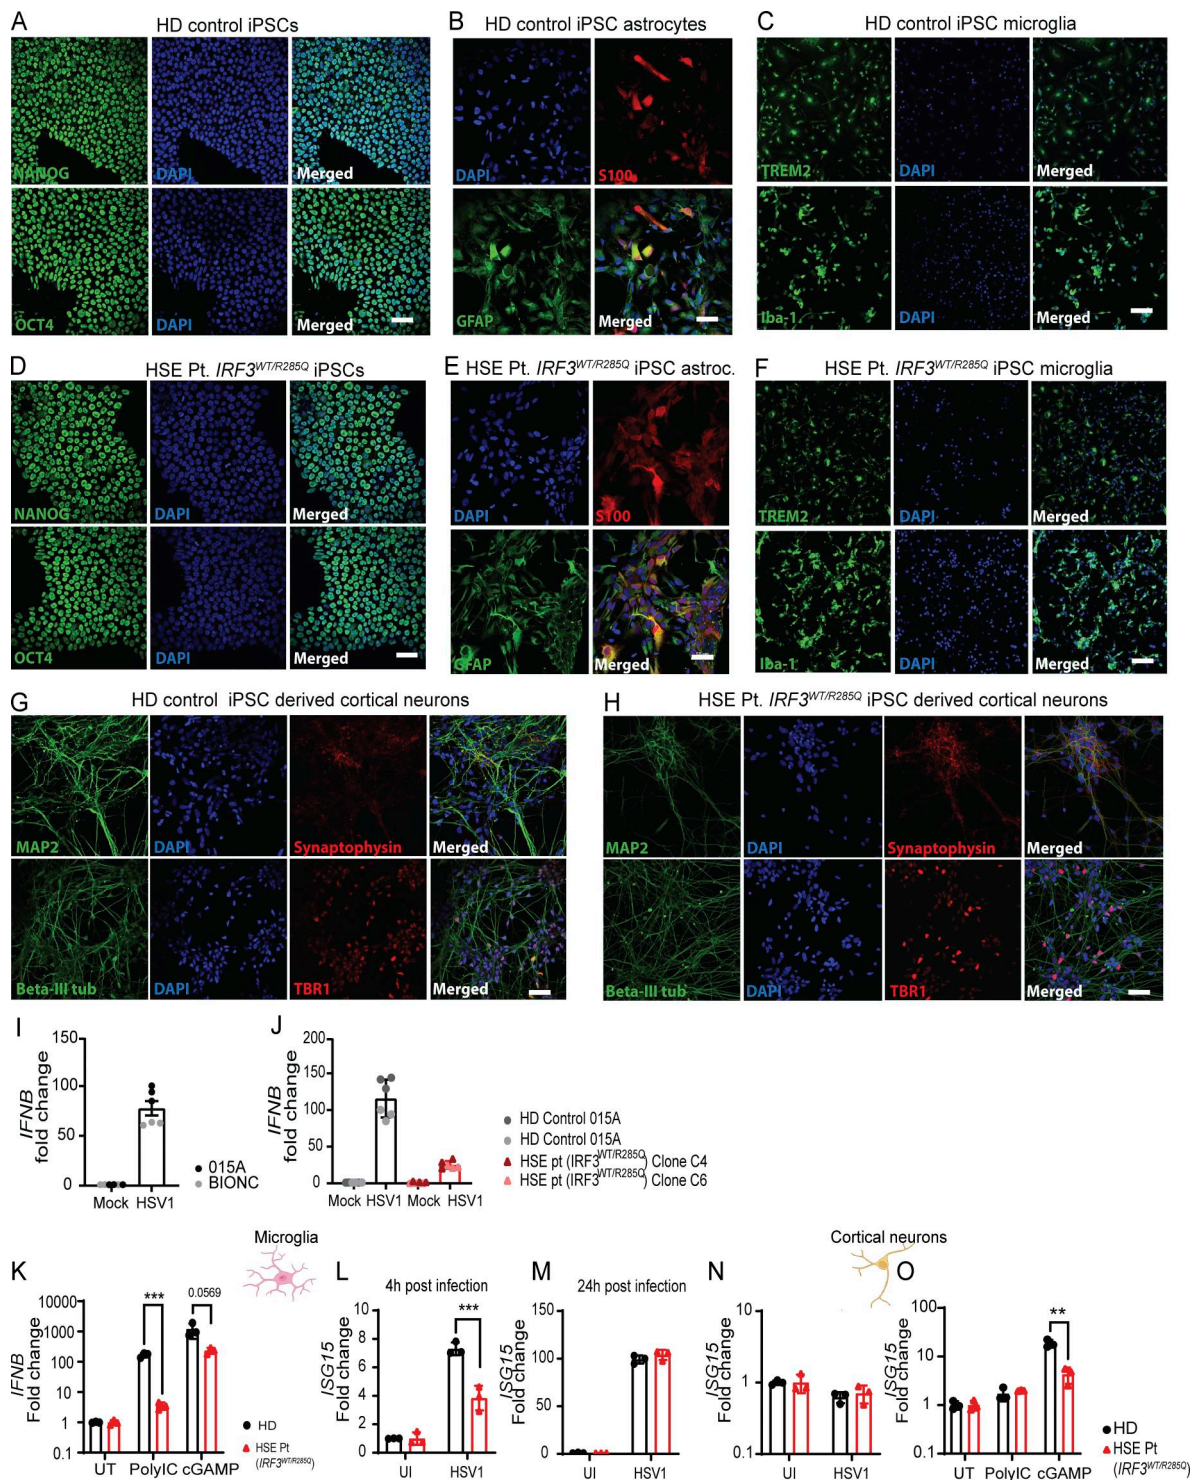 A
HD control iPSCs
NANOG
DAPI
Merged
OCT4
DAPI
Merged
B
HD control iPSC astrocytes
DAPI
S100
GFAP
Merged
C
HD control iPSC microglia
TREM2
DAPI
Merged
Iba-1
DAPI
Merged
D
HSE Pt. IRF3WT/R285Q iPSCs
NANOG
DAPI
Merged
OCT4
DAPI
Merged
E
HSE Pt. IRF3WT/R285Q iPSC astroc.
DAPI
S100
GFAP
Merged
F
HSE Pt. IRF3WT/R285Q iPSC microglia
TREM2
DAPI
Merged
Iba-1
DAPI
Merged
G
HD control iPSC derived cortical neurons
MAP2
DAPI
Synaptophysin
Merged
Beta-III tub
DAPI
TBR1
Merged
H
HSE Pt. IRF3WT/R285Q iPSC derived cortical neurons
MAP2
DAPI
Synaptophysin
Merged
Beta-III tub
DAPI
TBR1
Merged
I
IFNB
fold change
150
100
50
0
Mock HSV1
015A
BIONC
J
IFNB
fold change
200
150
100
50
0
Mock HSV1 Mock HSV1
HD Control 015A
HD Control 015A
HSE pt (IRF3WT/R285Q) Clone C4
HSE pt (IRF3WT/R285Q) Clone C6
Microglia
Cortical neurons
K
IFNB
Fold change
10000
1000
100
10
1
0.1
***
0.0569
UT PolyIC cGAMP
HD
HSE Pt
(IRF3WT/R285Q)
L
4h post infection
ISG15
Fold change
10
8
6
4
2
0
***
UI HSV1
M
24h post infection
ISG15
Fold change
150
100
50
0
UI HSV1
N
ISG15
Fold change
10
1
0.1
UI HSV1
O
ISG15
Fold change
100
10
1
0.1
**
UT PolyIC cGAMP
HD
HSE Pt
(IRF3WT/R285Q)